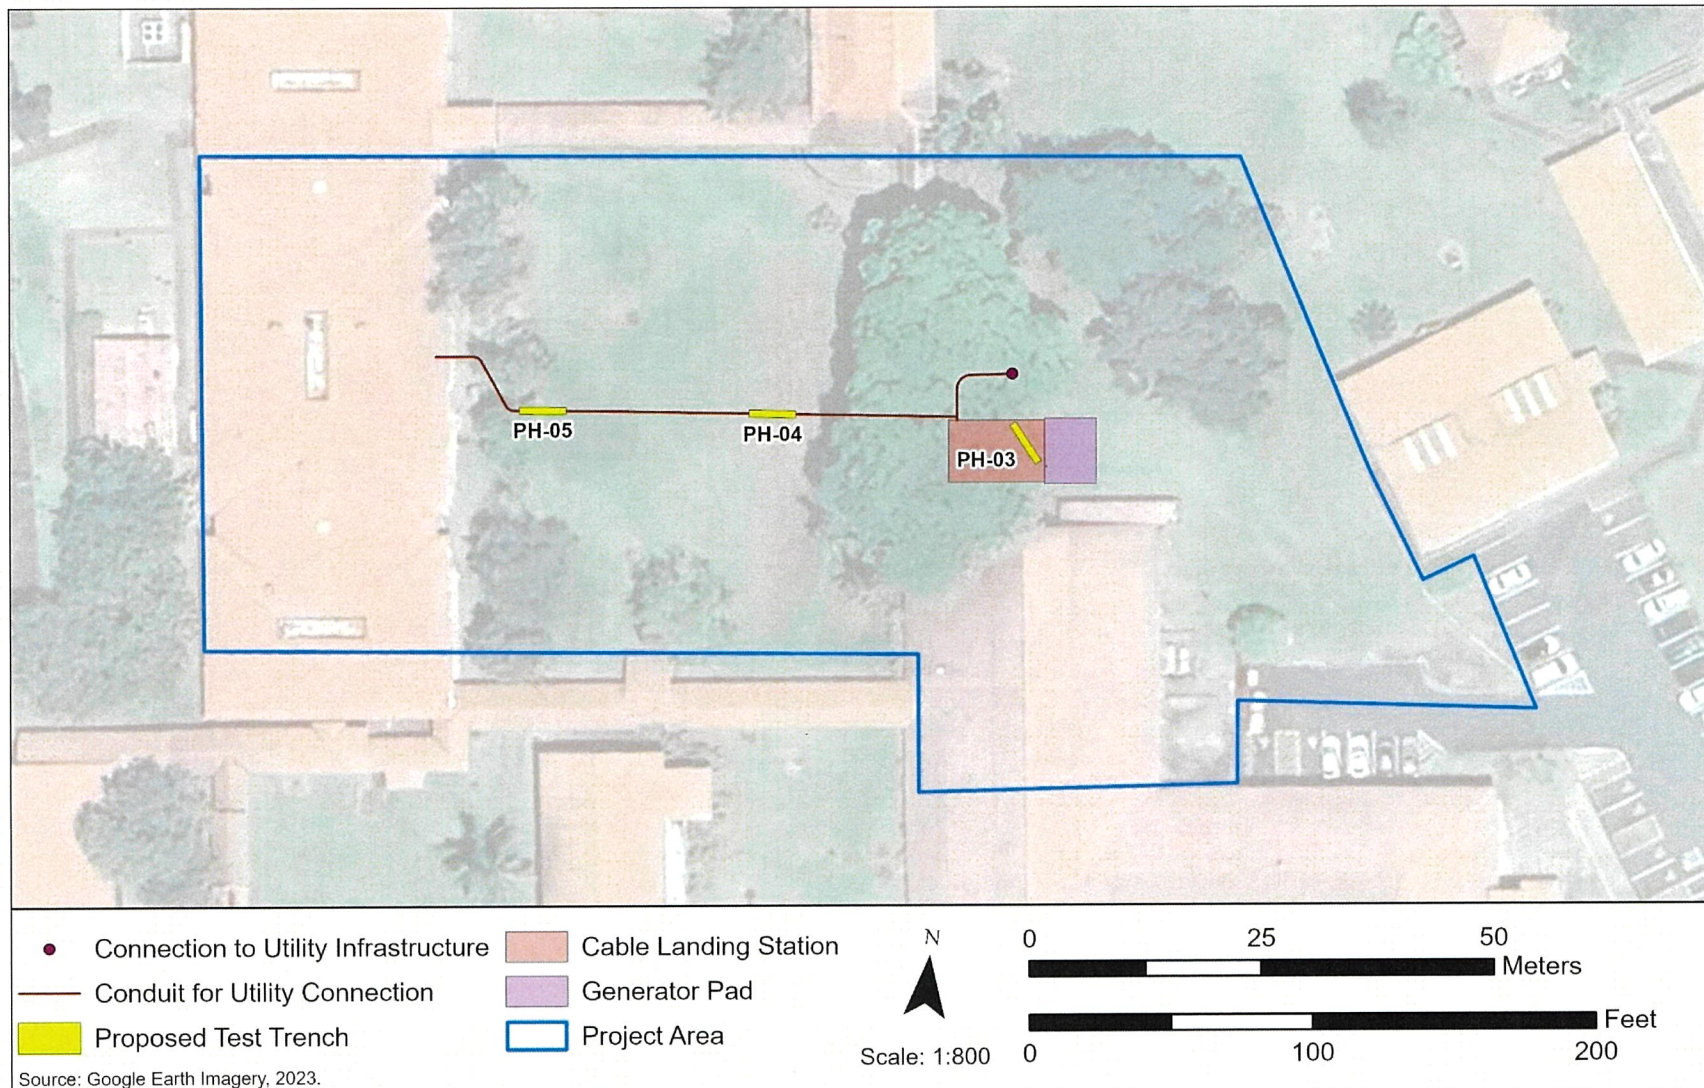 PH-05
PH-04
PH-03
Connection to Utility Infrastructure
Conduit for Utility Connection
Proposed Test Trench
Cable Landing Station
Generator Pad
Project Area
N
Scale: 1:800
0 25 50
Meters
Feet
0 100 200
Source: Google Earth Imagery, 2023.